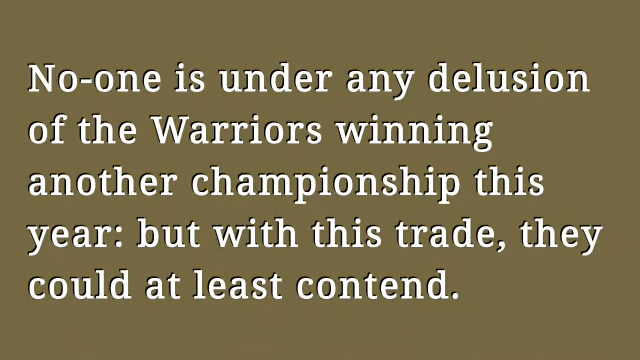 No-one is under any delusion
of the Warriors winning
another championship this
year: but with this trade, they
could at least contend.